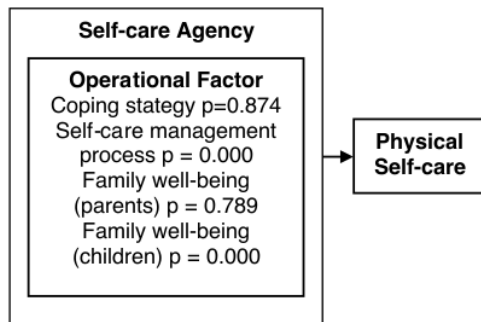 Self-care Agency
Operational Factor
Coping stategy p=0.874
Self-care management
process p = 0.000
Family well-being
(parents) p = 0.789
Family well-being
(children) p = 0.000
Physical
Self-care